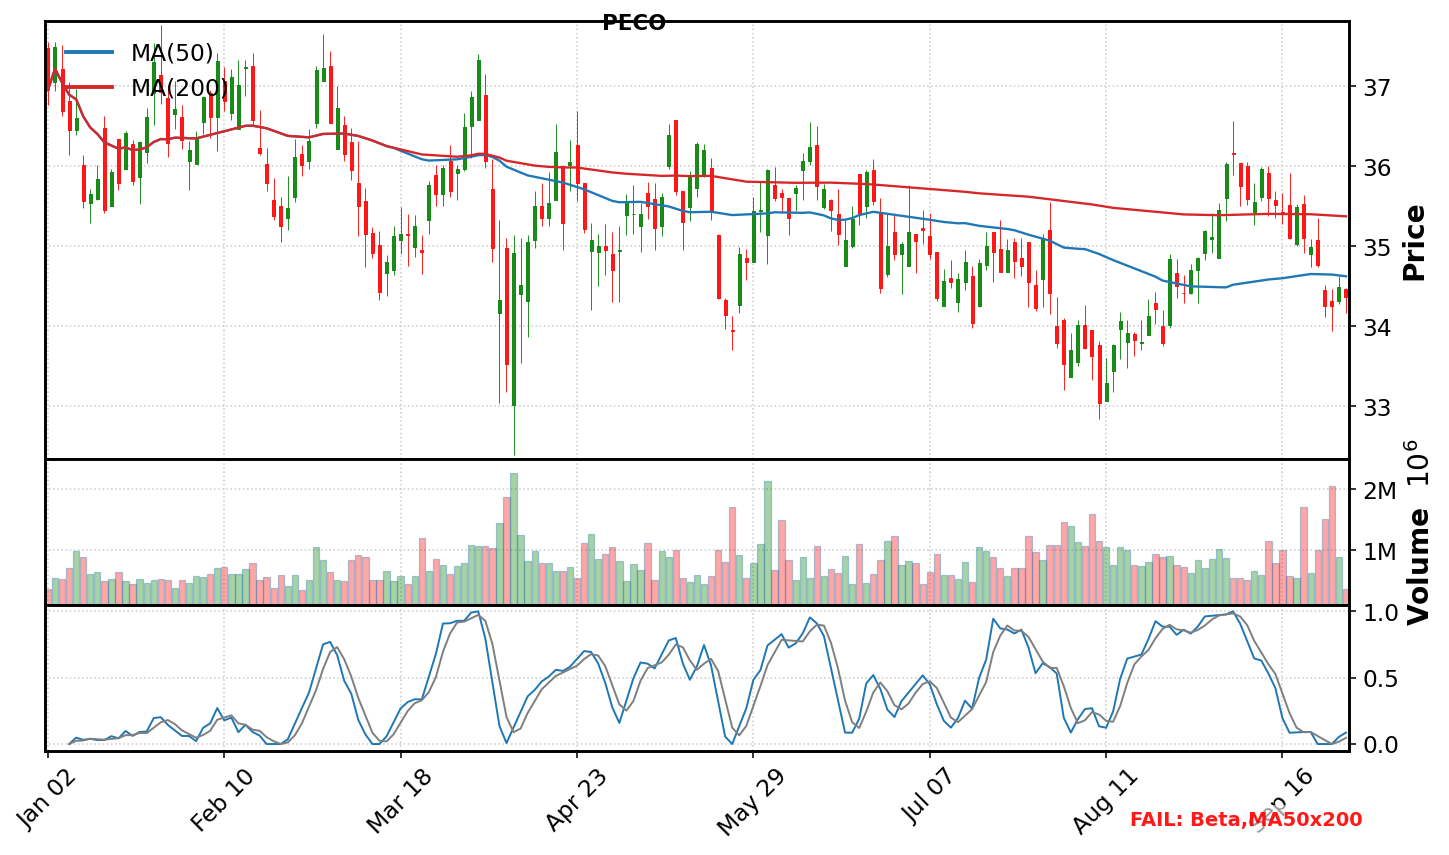 PECO
MA(50)
MA(200)
37
36
35
34
33
Price
2M
1M
Volume 10^6
1.0
0.5
0.0
Jan 02
Feb 10
Mar 18
Apr 23
May 29
Jul 07
Aug 11
Sep 16
FAIL: Beta,MA50x200